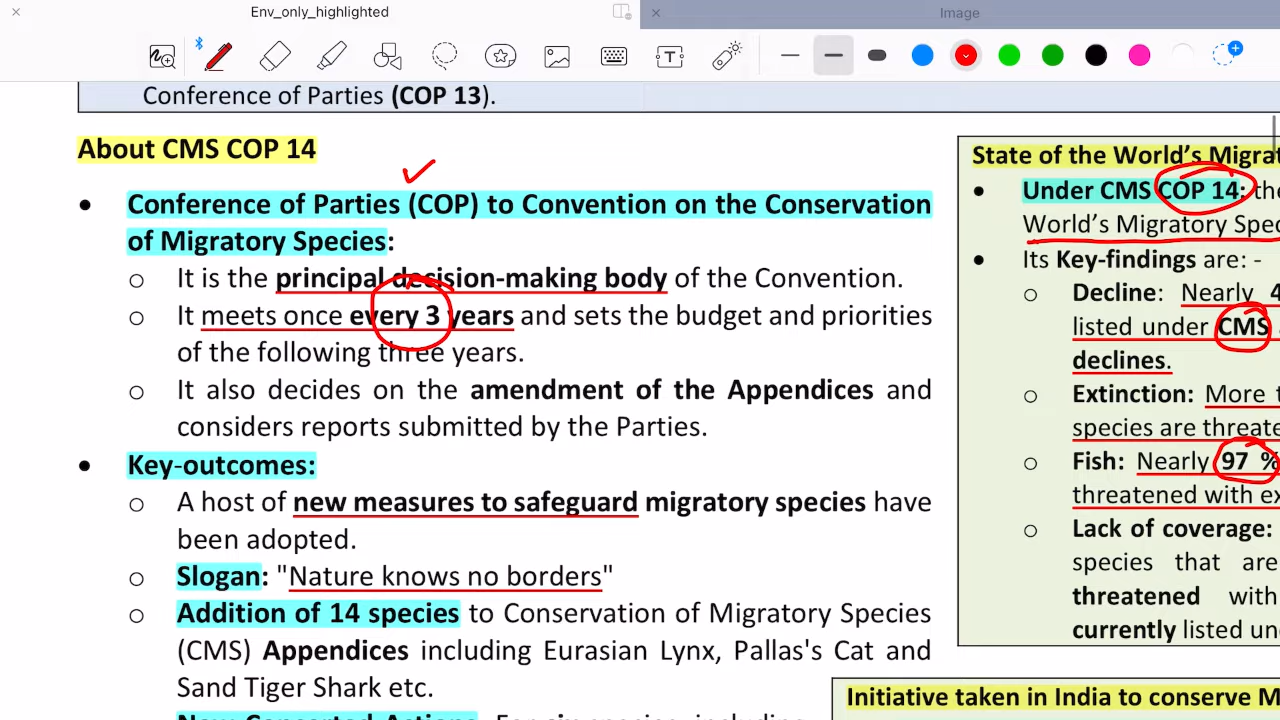 Env_only_highlighted
Image
Conference of Parties (COP 13).
About CMS COP 14
• Conference of Parties (COP) to Convention on the Conservation
of Migratory Species:
o It is the principal decision-making body of the Convention.
o It meets once every 3 years and sets the budget and priorities
of the following three years.
o It also decides on the amendment of the Appendices and
considers reports submitted by the Parties.
• Key-outcomes:
o A host of new measures to safeguard migratory species have
been adopted.
o Slogan: "Nature knows no borders"
o Addition of 14 species to Conservation of Migratory Species
(CMS) Appendices including Eurasian Lynx, Pallas's Cat and
Sand Tiger Shark etc.
New Concerted Actions: For six species, including
State of the World's Migrat
• Under CMS COP 14: the
World's Migratory Spec
• Its Key-findings are: -
o Decline: Nearly 4
listed under CMS
declines.
o Extinction: More t
species are threate
o Fish: Nearly 97 %
threatened with ex
o Lack of coverage:
species that are
threatened with
currently listed un
Initiative taken in India to conserve M